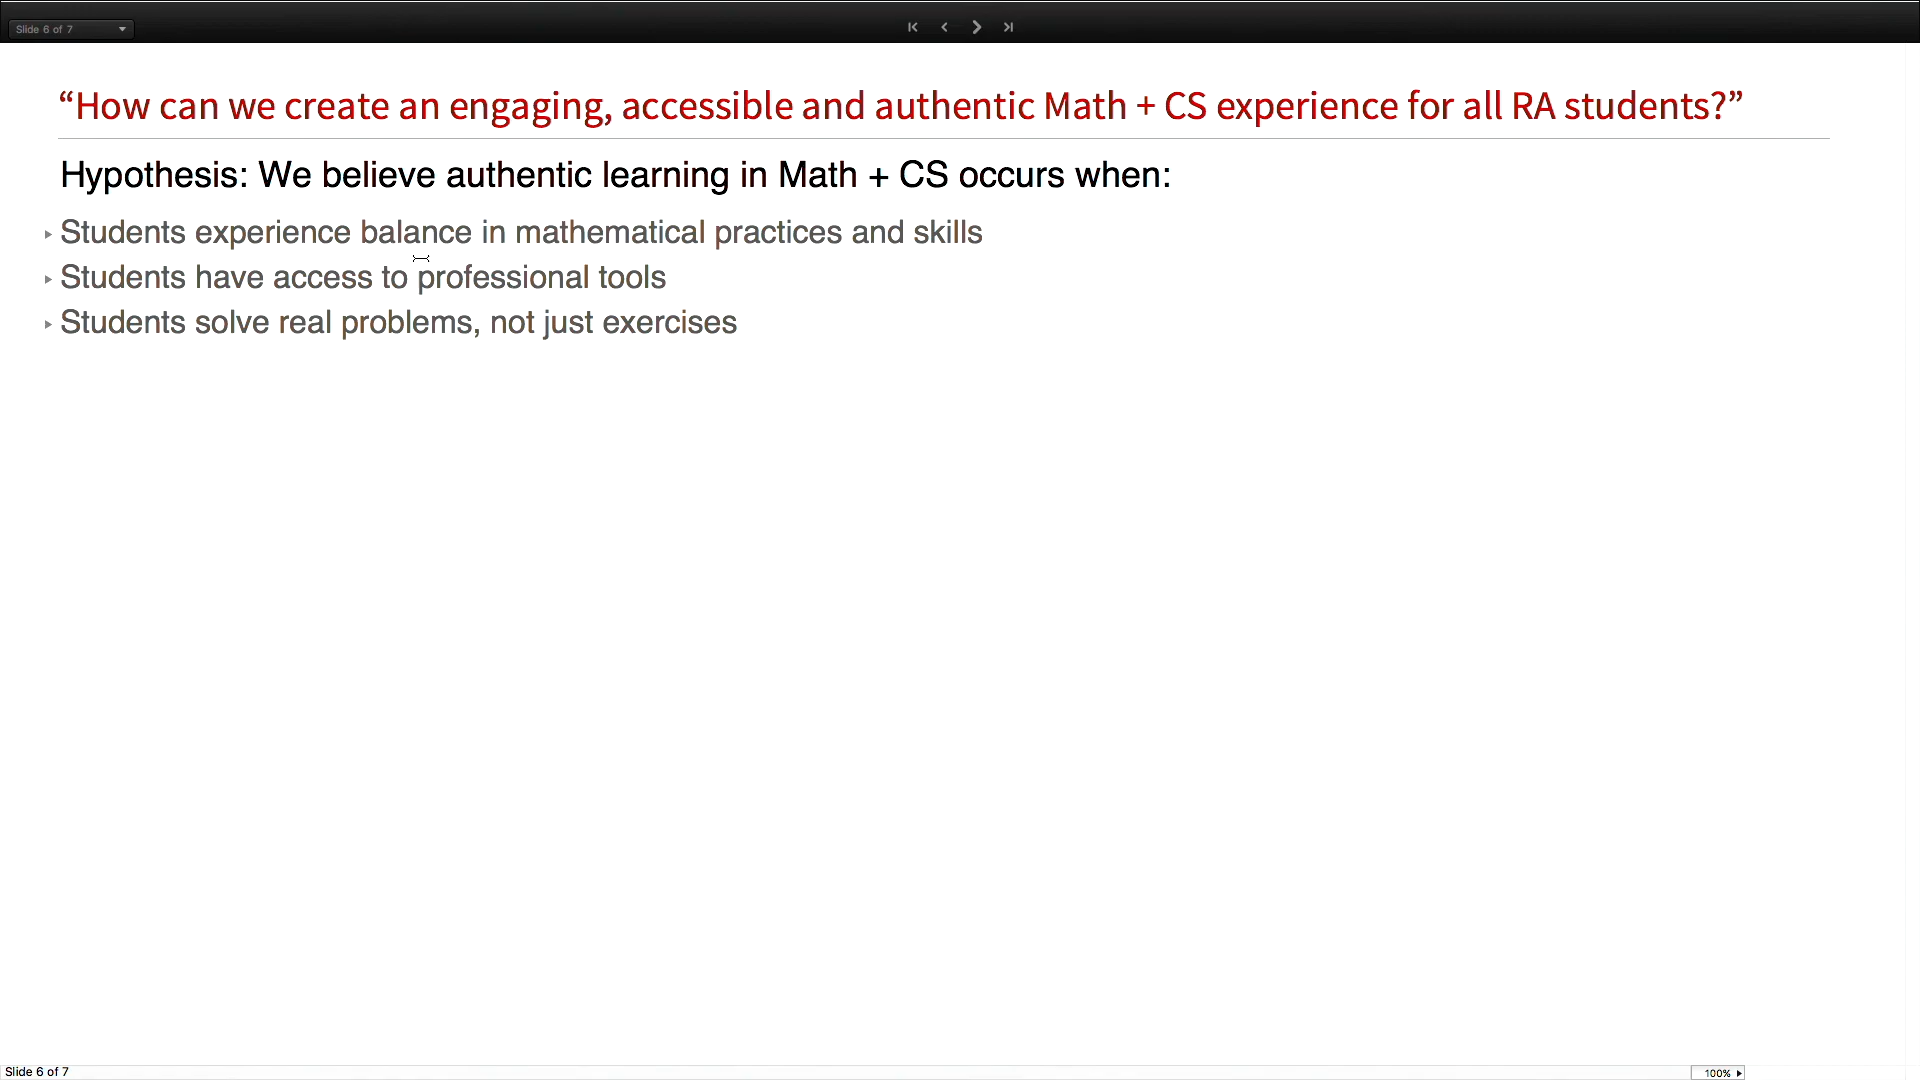 Slide 6 of 7
“How can we create an engaging, accessible and authentic Math + CS experience for all RA students?”
Hypothesis: We believe authentic learning in Math + CS occurs when:
Students experience balance in mathematical practices and skills
Students have access to professional tools
Students solve real problems, not just exercises
Slide 6 of 7
100%